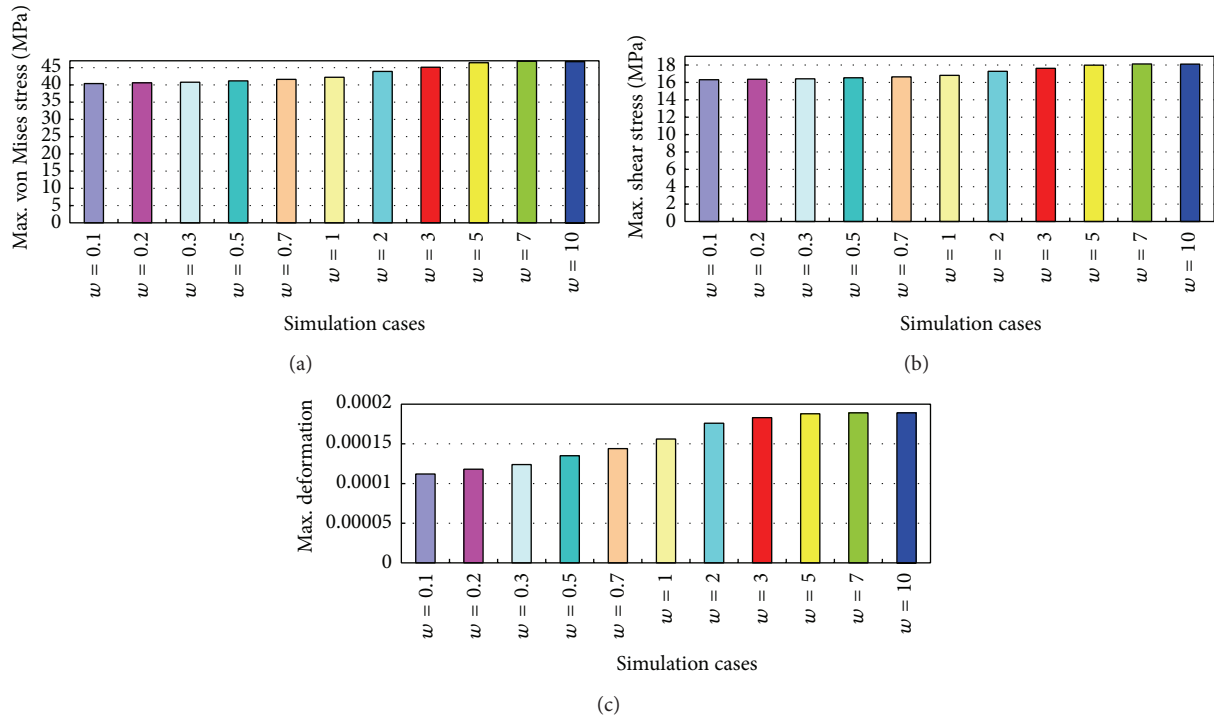 Max. von Mises stress (MPa)
45
40
35
30
25
20
15
10
5
0
w = 0.1
w = 0.2
w = 0.3
w = 0.5
w = 0.7
w = 1
w = 2
w = 3
w = 5
w = 7
w = 10
Simulation cases
(a)
Max. shear stress (MPa)
18
16
14
12
10
8
6
4
2
0
w = 0.1
w = 0.2
w = 0.3
w = 0.5
w = 0.7
w = 1
w = 2
w = 3
w = 5
w = 7
w = 10
Simulation cases
(b)
Max. deformation
0.0002
0.00015
0.0001
0.00005
0
w = 0.1
w = 0.2
w = 0.3
w = 0.5
w = 0.7
w = 1
w = 2
w = 3
w = 5
w = 7
w = 10
Simulation cases
(c)